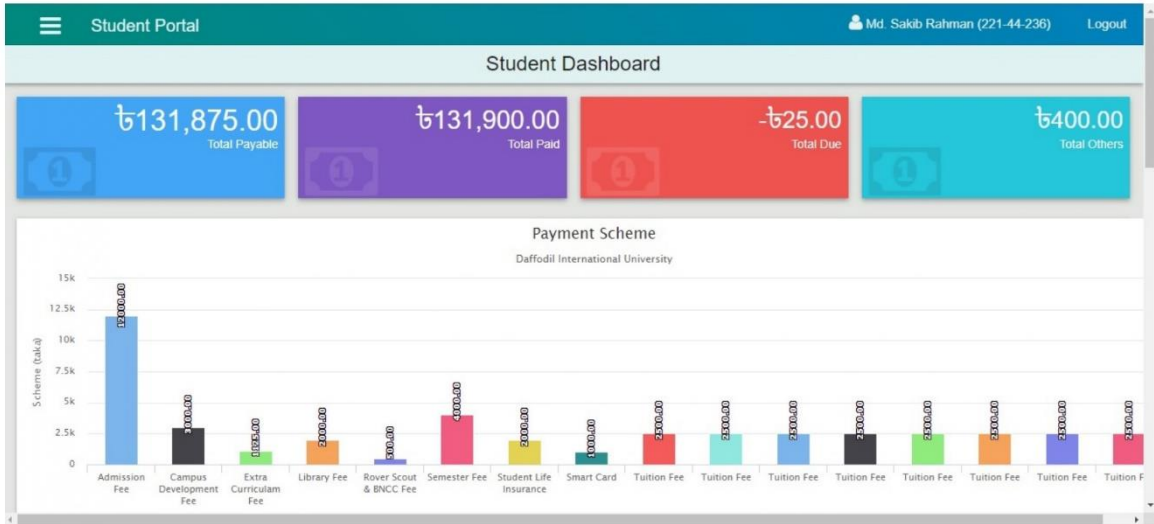 Student Portal
Md. Sakib Rahman (221-44-236)
Logout
Student Dashboard
৳131,875.00
Total Payable
৳131,900.00
Total Paid
-৳25.00
Total Due
৳400.00
Total Others
Payment Scheme
Daffodil International University
Scheme (taka)
15k
12.5k
10k
7.5k
5k
2.5k
0
12000.00
3000.00
1125.00
2000.00
500.00
4000.00
2000.00
1000.00
2500.00
2500.00
2500.00
2500.00
2500.00
2500.00
2500.00
2500.00
Admission
Fee
Campus
Development
Fee
Extra
Curriculam
Fee
Library Fee
Rover Scout
& BNCC Fee
Semester Fee
Student Life
Insurance
Smart Card
Tuition Fee
Tuition Fee
Tuition Fee
Tuition Fee
Tuition Fee
Tuition Fee
Tuition Fee
Tuition F